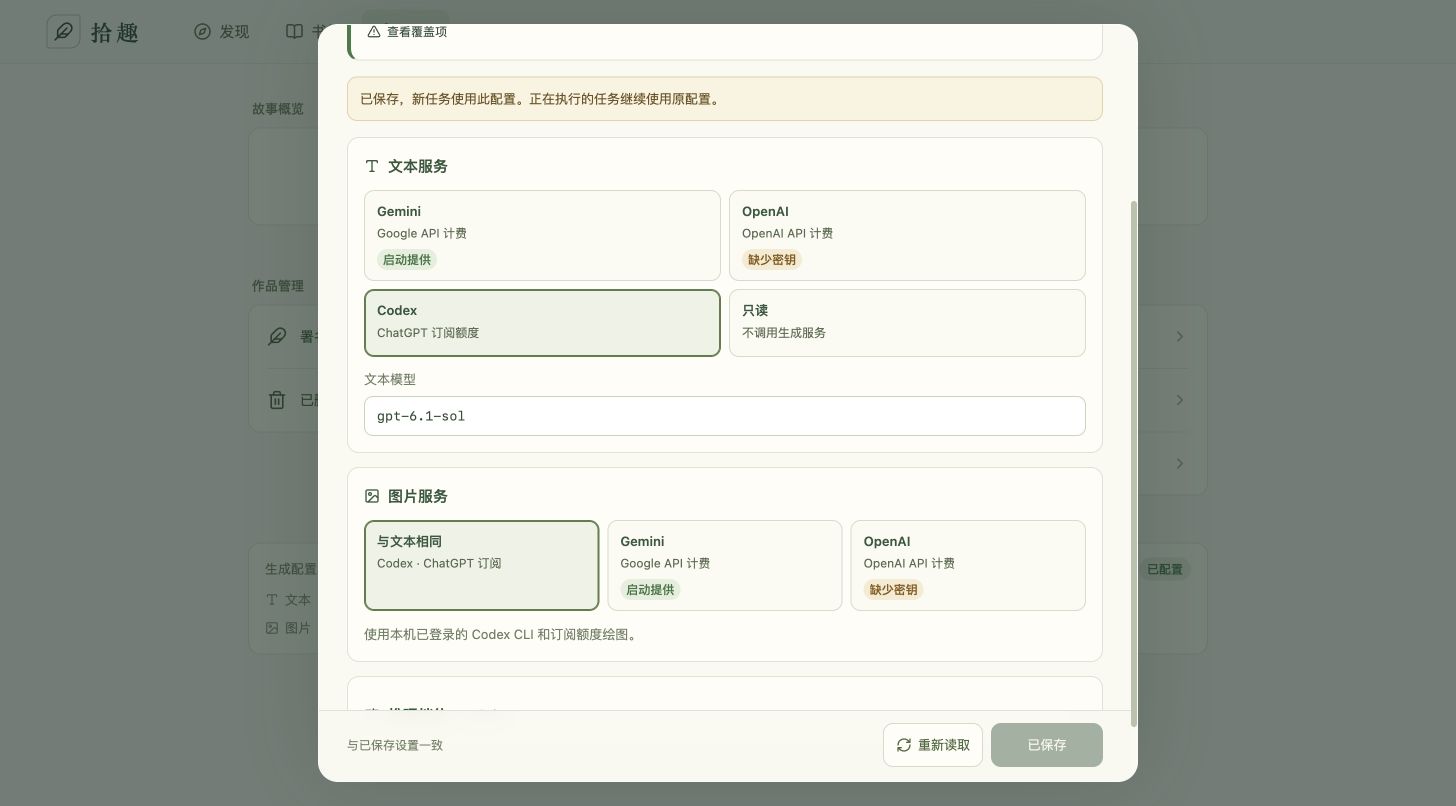 拾趣
发现
故事概览
作品管理
生成配置
文本
图片
已配置
查看覆盖项
已保存，新任务使用此配置。正在执行的任务继续使用原配置。
文本服务
Gemini
Google API 计费
启动提供
OpenAI
OpenAI API 计费
缺少密钥
Codex
ChatGPT 订阅额度
只读
不调用生成服务
文本模型
gpt-6.1-sol
图片服务
与文本相同
Codex · ChatGPT 订阅
Gemini
Google API 计费
启动提供
OpenAI
OpenAI API 计费
缺少密钥
使用本机已登录的 Codex CLI 和订阅额度绘图。
与已保存设置一致
重新读取
已保存